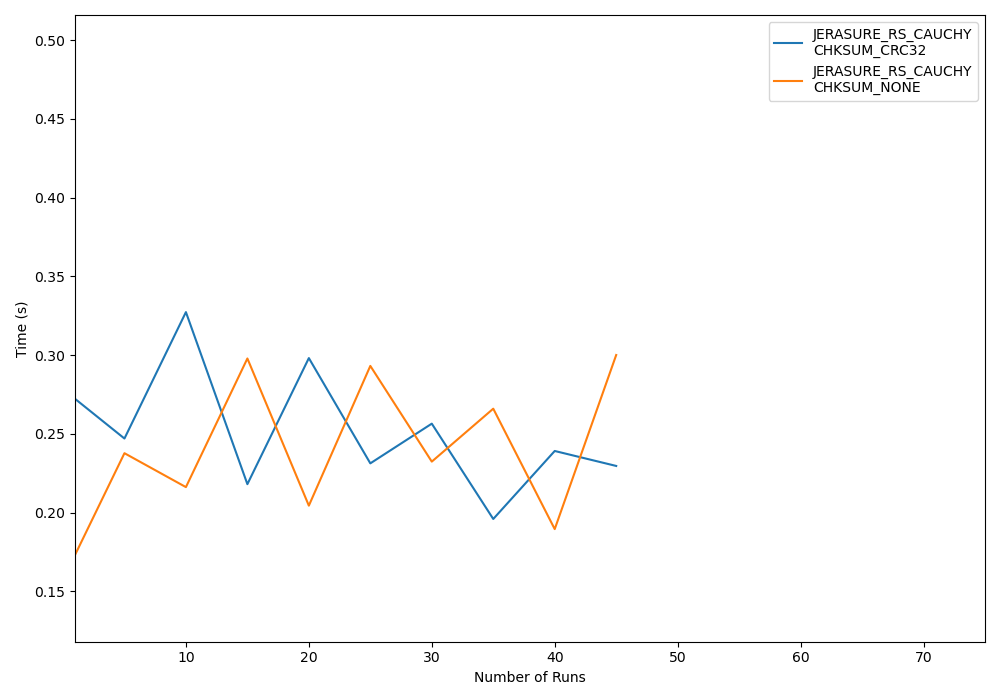 JERASURE_RS_CAUCHY
CHKSUM_CRC32
JERASURE_RS_CAUCHY
CHKSUM_NONE
0.50
0.45
0.40
0.35
0.30
0.25
0.20
0.15
Time (s)
10 20 30 40 50 60 70
Number of Runs